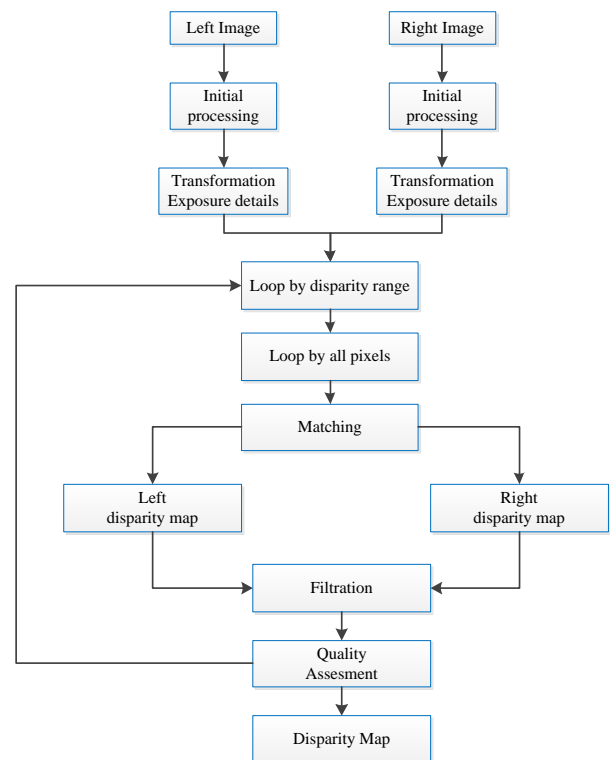 Left Image
Right Image
Initial
processing
Initial
processing
Transformation
Exposure details
Transformation
Exposure details
Loop by disparity range
Loop by all pixels
Matching
Left
disparity map
Right
disparity map
Filtration
Quality
Assesment
Disparity Map